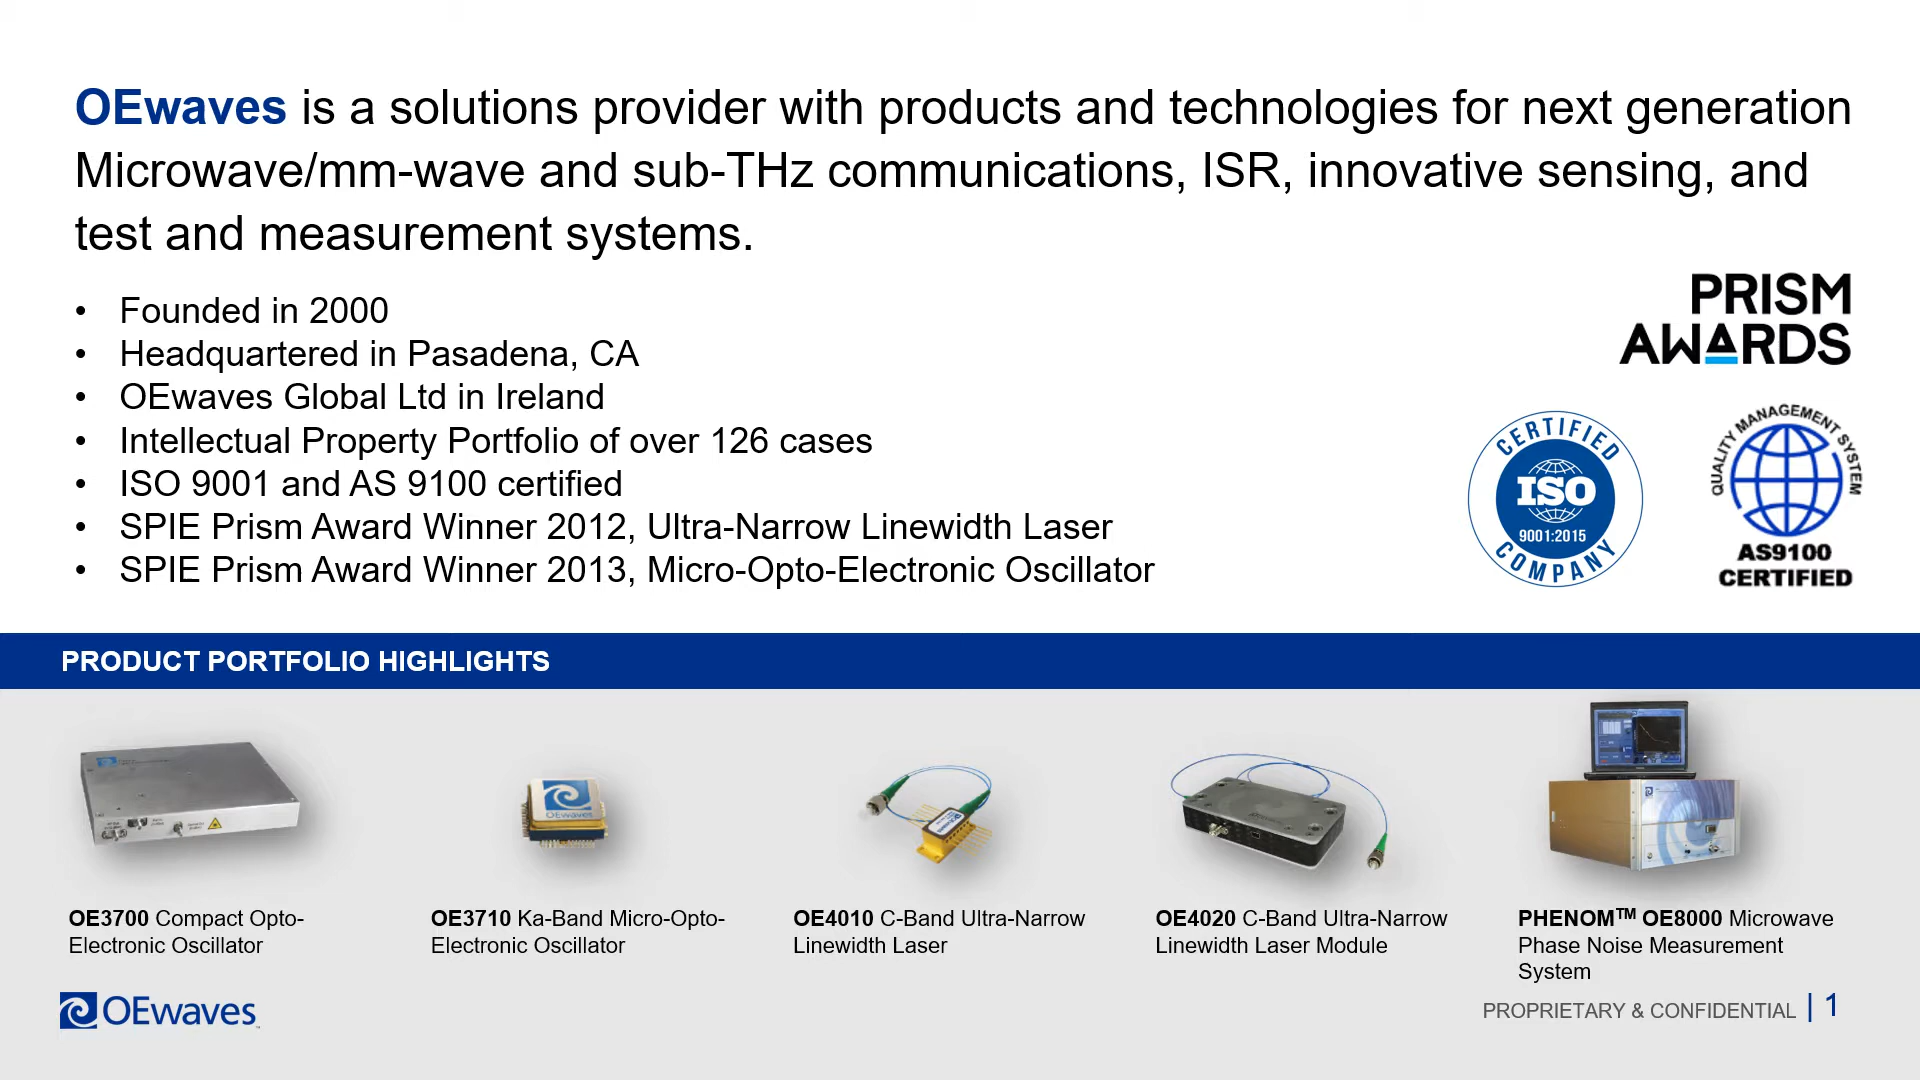 OEwaves is a solutions provider with products and technologies for next generation
Microwave/mm-wave and sub-THz communications, ISR, innovative sensing, and
test and measurement systems.
• Founded in 2000
• Headquartered in Pasadena, CA
• OEwaves Global Ltd in Ireland
• Intellectual Property Portfolio of over 126 cases
• ISO 9001 and AS 9100 certified
• SPIE Prism Award Winner 2012, Ultra-Narrow Linewidth Laser
• SPIE Prism Award Winner 2013, Micro-Opto-Electronic Oscillator
PRISM
AWARDS
CERTIFIED
ISO
9001:2015
COMPANY
QUALITY MANAGEMENT SYSTEM
AS9100
CERTIFIED
PRODUCT PORTFOLIO HIGHLIGHTS
OEwaves
OE3700 Compact Opto-
Electronic Oscillator
OE3710 Ka-Band Micro-Opto-
Electronic Oscillator
OE4010 C-Band Ultra-Narrow
Linewidth Laser
OE4020 C-Band Ultra-Narrow
Linewidth Laser Module
PHENOM™ OE8000 Microwave
Phase Noise Measurement
System
OEwaves
PROPRIETARY & CONFIDENTIAL | 1